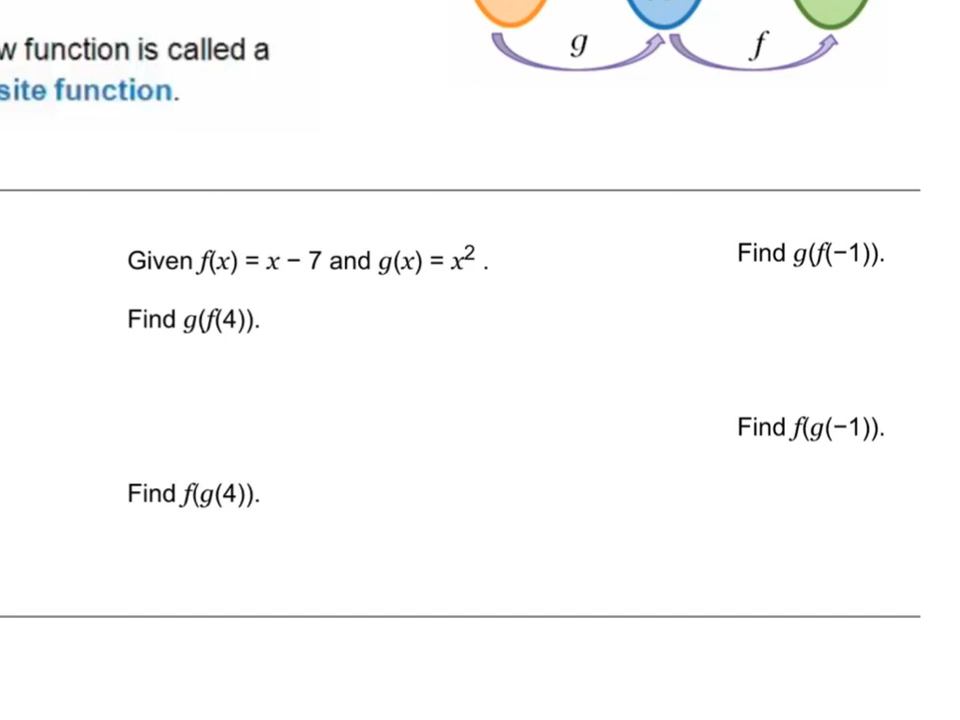 w function is called a
site function.
g
f
Given f(x) = x − 7 and g(x) = x² .
Find g(f(4)).
Find f(g(4)).
Find g(f(−1)).
Find f(g(−1)).